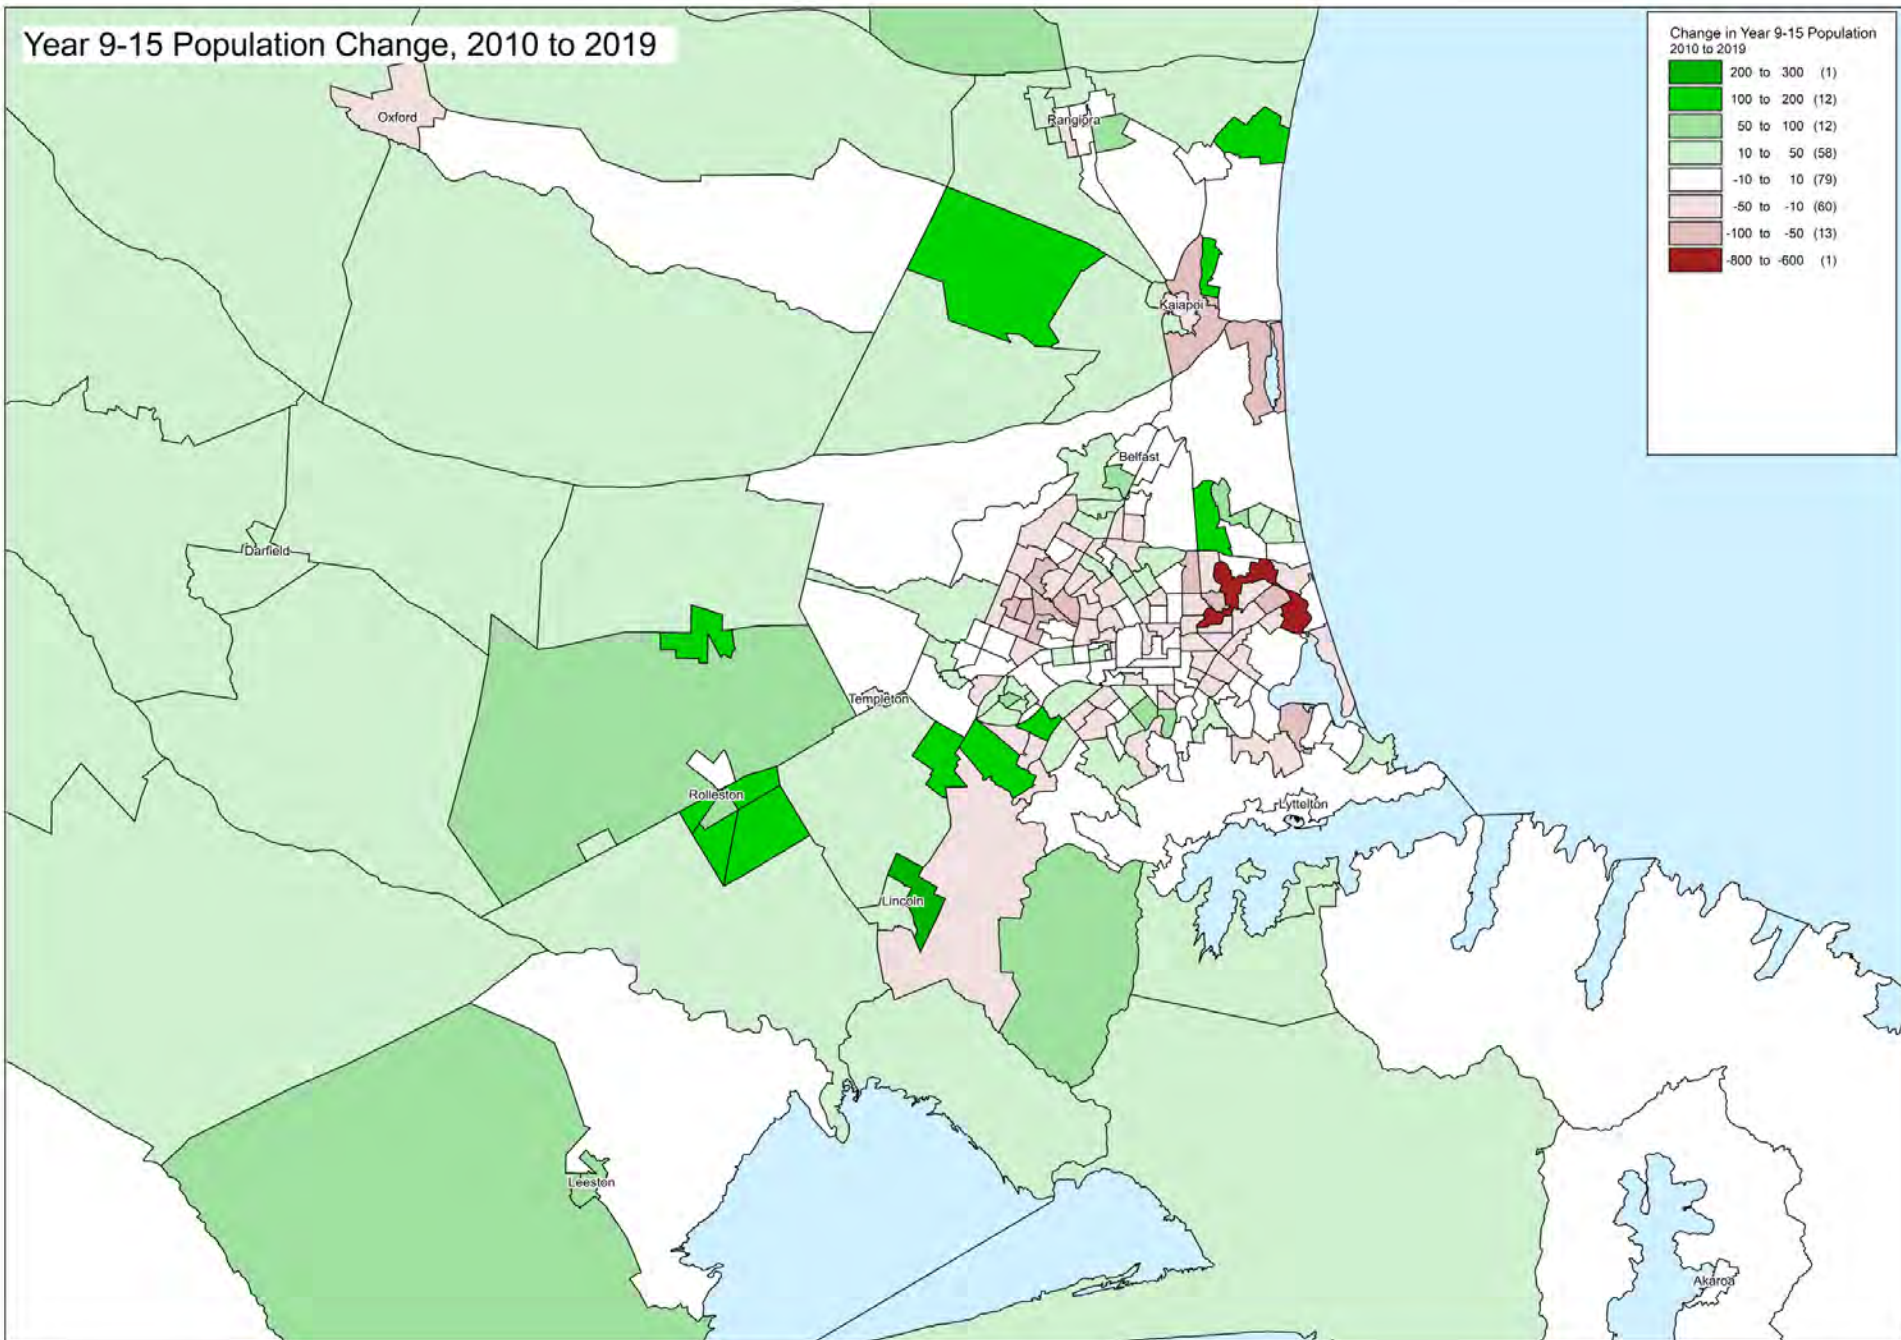 Year 9-15 Population Change, 2010 to 2019
Change in Year 9-15 Population
2010 to 2019
200 to 300 (1)
100 to 200 (12)
50 to 100 (12)
10 to 50 (58)
-10 to 10 (79)
-50 to -10 (60)
-100 to -50 (13)
-800 to -600 (1)
Oxford
Rangiora
Kaiapoi
Belfast
Darfield
Templeton
Rolleston
Lyttelton
Lincoln
Leeston
Akaroa